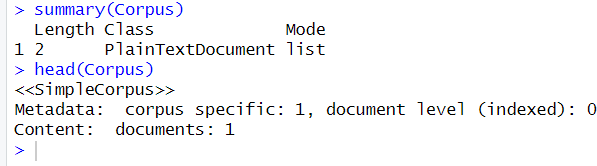 > summary(Corpus)
  Length Class             Mode
1 2      PlainTextDocument list
> head(Corpus)
<<SimpleCorpus>>
Metadata:  corpus specific: 1, document level (indexed): 0
Content:  documents: 1
>